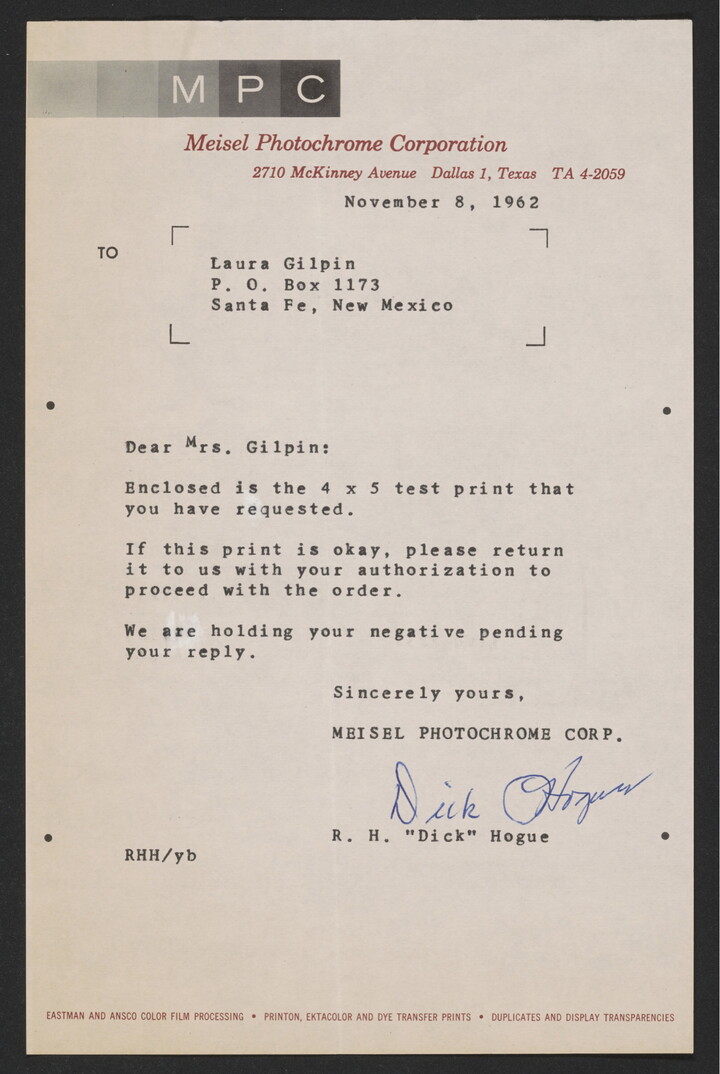 M P C
Meisel Photochrome Corporation
2710 McKinney Avenue Dallas 1, Texas TA 4-2059
November 8, 1962
TO
Laura Gilpin
P. O. Box 1173
Santa Fe, New Mexico
Dear Mrs. Gilpin:
Enclosed is the 4 x 5 test print that
you have requested.
If this print is okay, please return
it to us with your authorization to
proceed with the order.
We are holding your negative pending
your reply.
Sincerely yours,
MEISEL PHOTOCHROME CORP.
Dick Hogue
R. H. "Dick" Hogue
RHH/yb
EASTMAN AND ANSCO COLOR FILM PROCESSING • PRINTON, EKTACOLOR AND DYE TRANSFER PRINTS • DUPLICATES AND DISPLAY TRANSPARENCIES